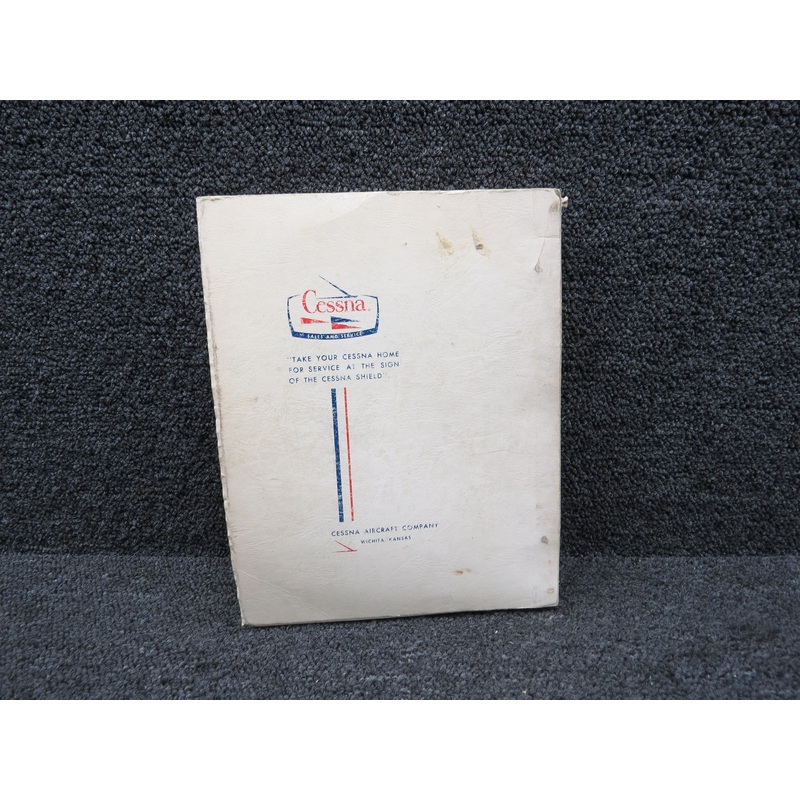 Cessna
SALES AND SERVICE
"TAKE YOUR CESSNA HOME
FOR SERVICE AT THE SIGN
OF THE CESSNA SHIELD".
CESSNA AIRCRAFT COMPANY
WICHITA, KANSAS